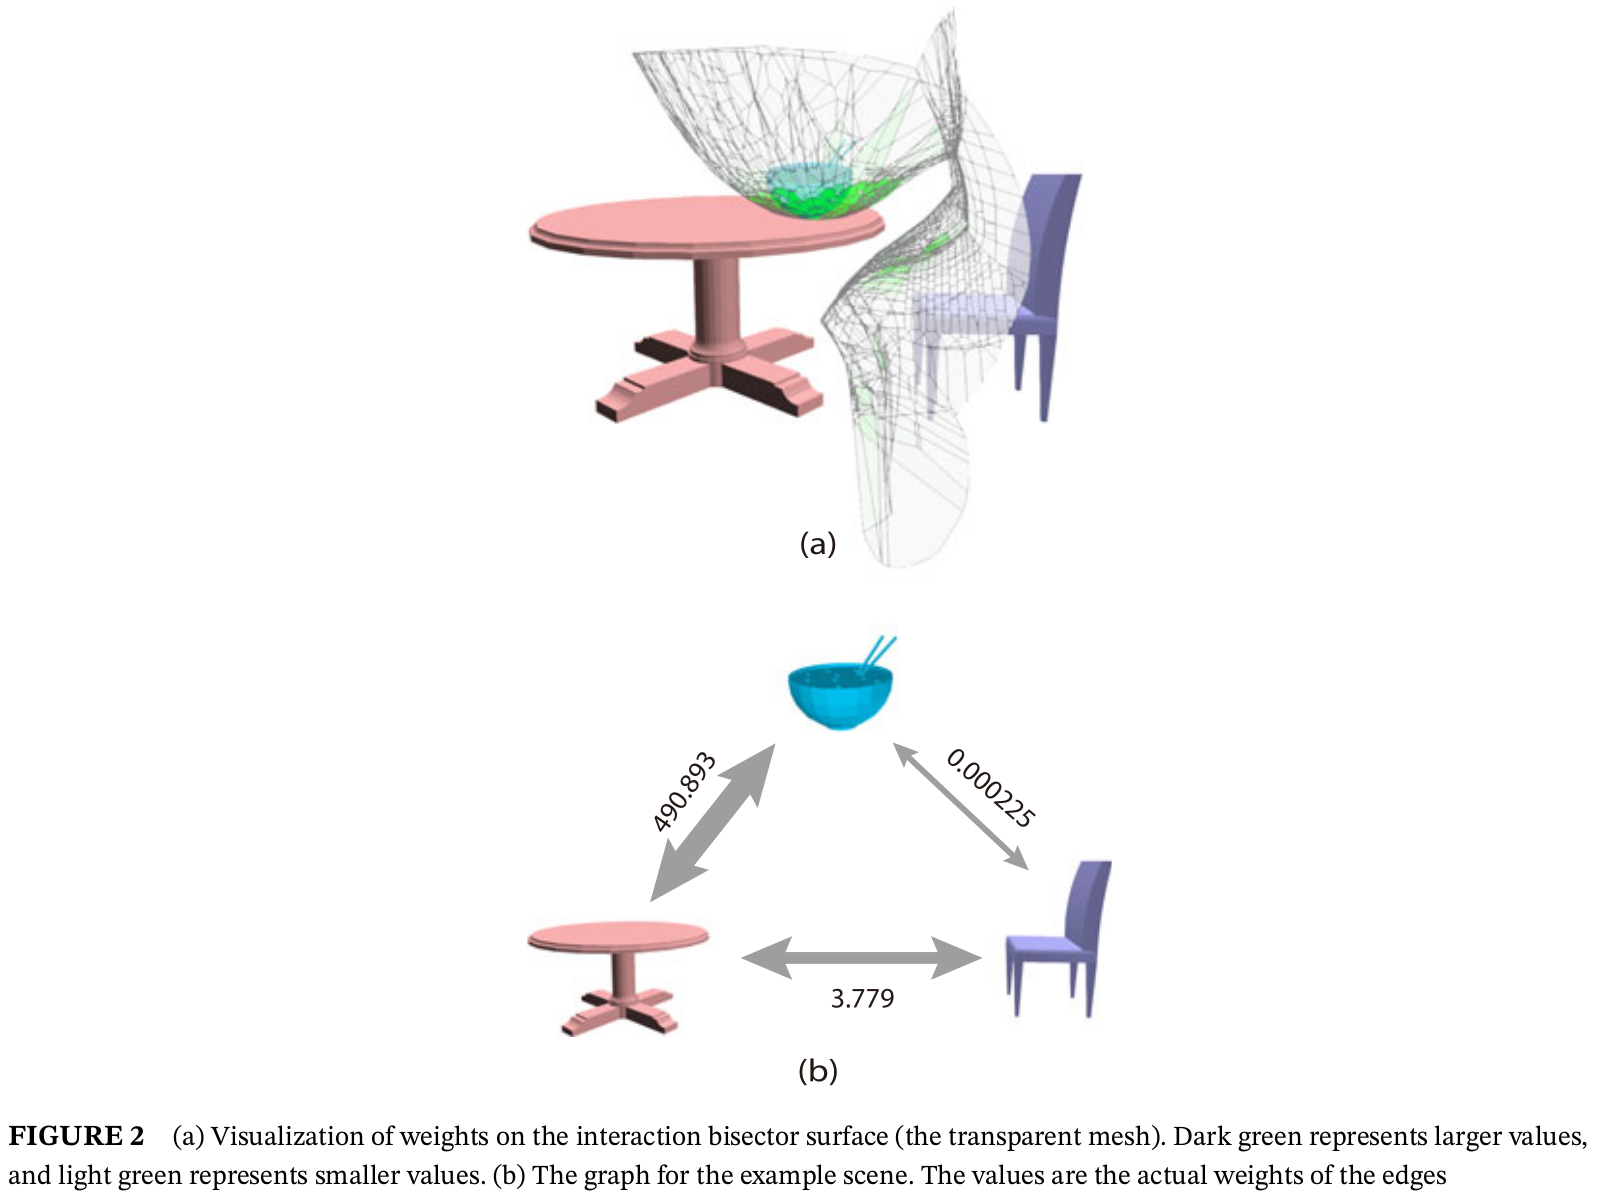 (a)
490.893
0.000225
3.779
(b)
FIGURE 2 (a) Visualization of weights on the interaction bisector surface (the transparent mesh). Dark green represents larger values,
and light green represents smaller values. (b) The graph for the example scene. The values are the actual weights of the edges